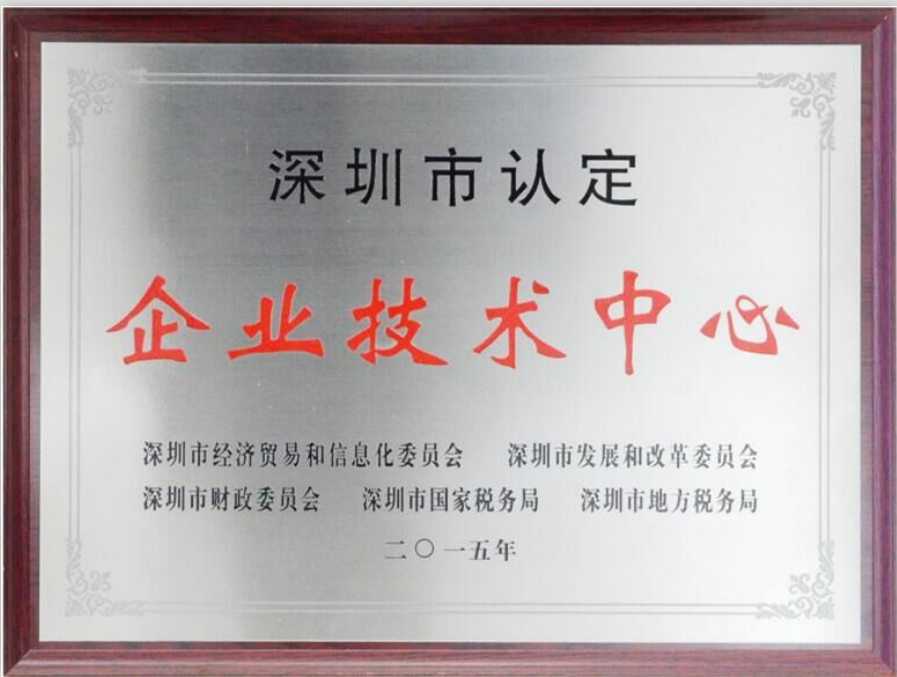 深圳市认定
企业技术中心
深圳市经济贸易和信息化委员会 深圳市发展和改革委员会
深圳市财政委员会 深圳市国家税务局 深圳市地方税务局
二〇一五年